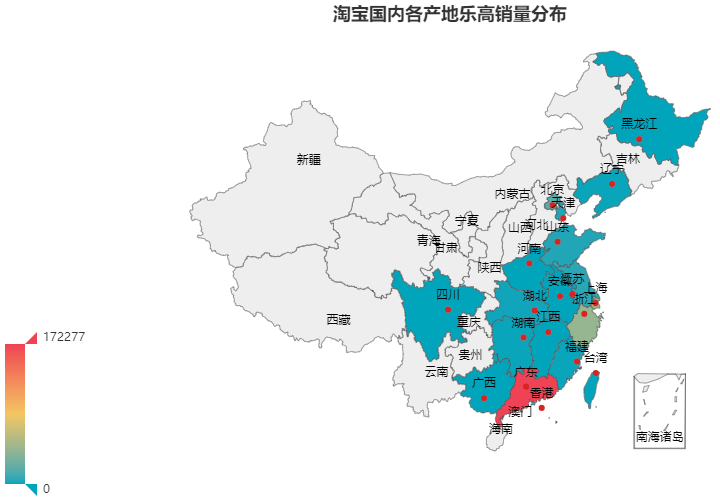 淘宝国内各产地乐高销量分布
黑龙江
吉林
新疆
辽宁
北京
内蒙古
天津
宁夏
山西
河北
山东
青海
甘肃
河南
陕西
安徽
江苏
上海
四川
湖北
浙江
西藏
重庆
湖南
江西
172277
福建
贵州
台湾
云南
广东
广西
香港
澳门
海南
南海诸岛
0